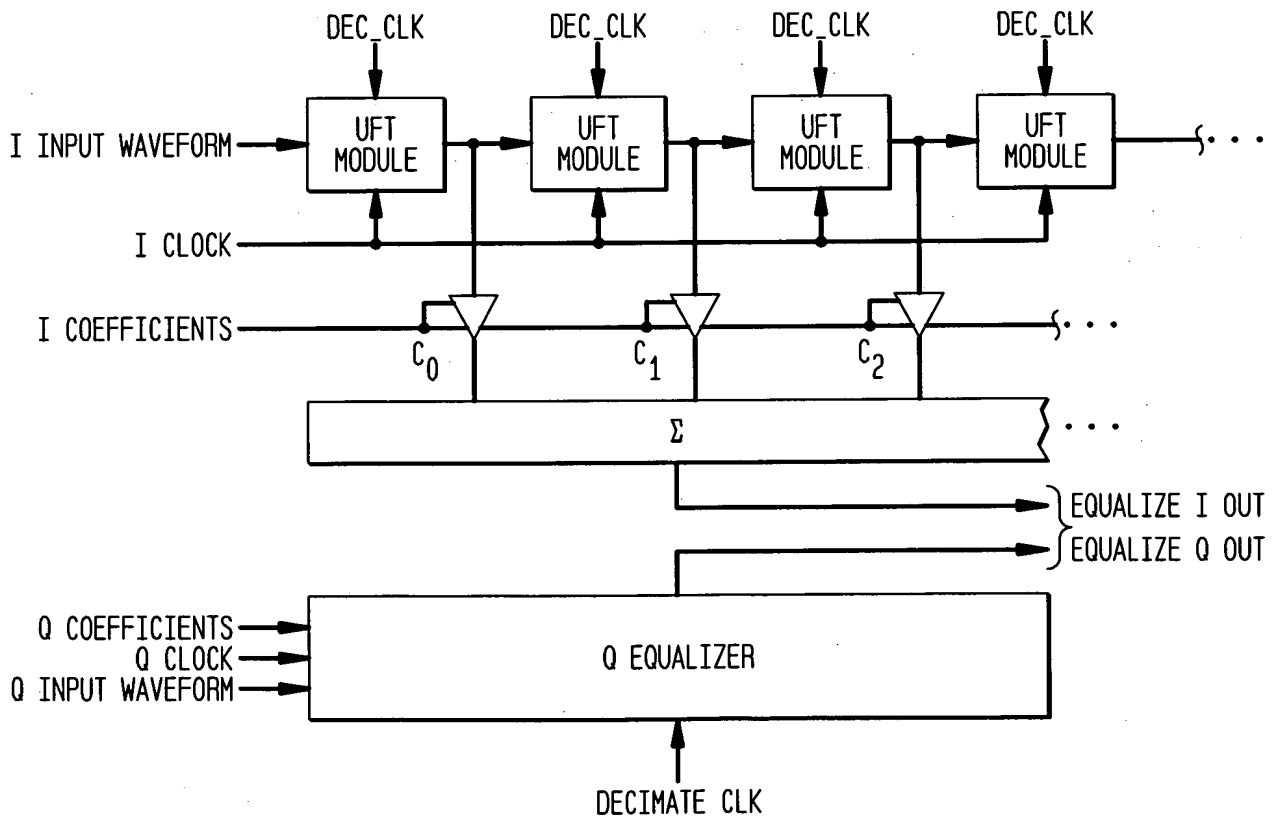 DEC_CLK DEC_CLK DEC_CLK DEC_CLK
I INPUT WAVEFORM
UFT MODULE
UFT MODULE
UFT MODULE
UFT MODULE
...
I CLOCK
I COEFFICIENTS
C0 C1 C2
...
Σ
...
EQUALIZE I OUT
EQUALIZE Q OUT
Q COEFFICIENTS
Q CLOCK
Q INPUT WAVEFORM
Q EQUALIZER
DECIMATE CLK